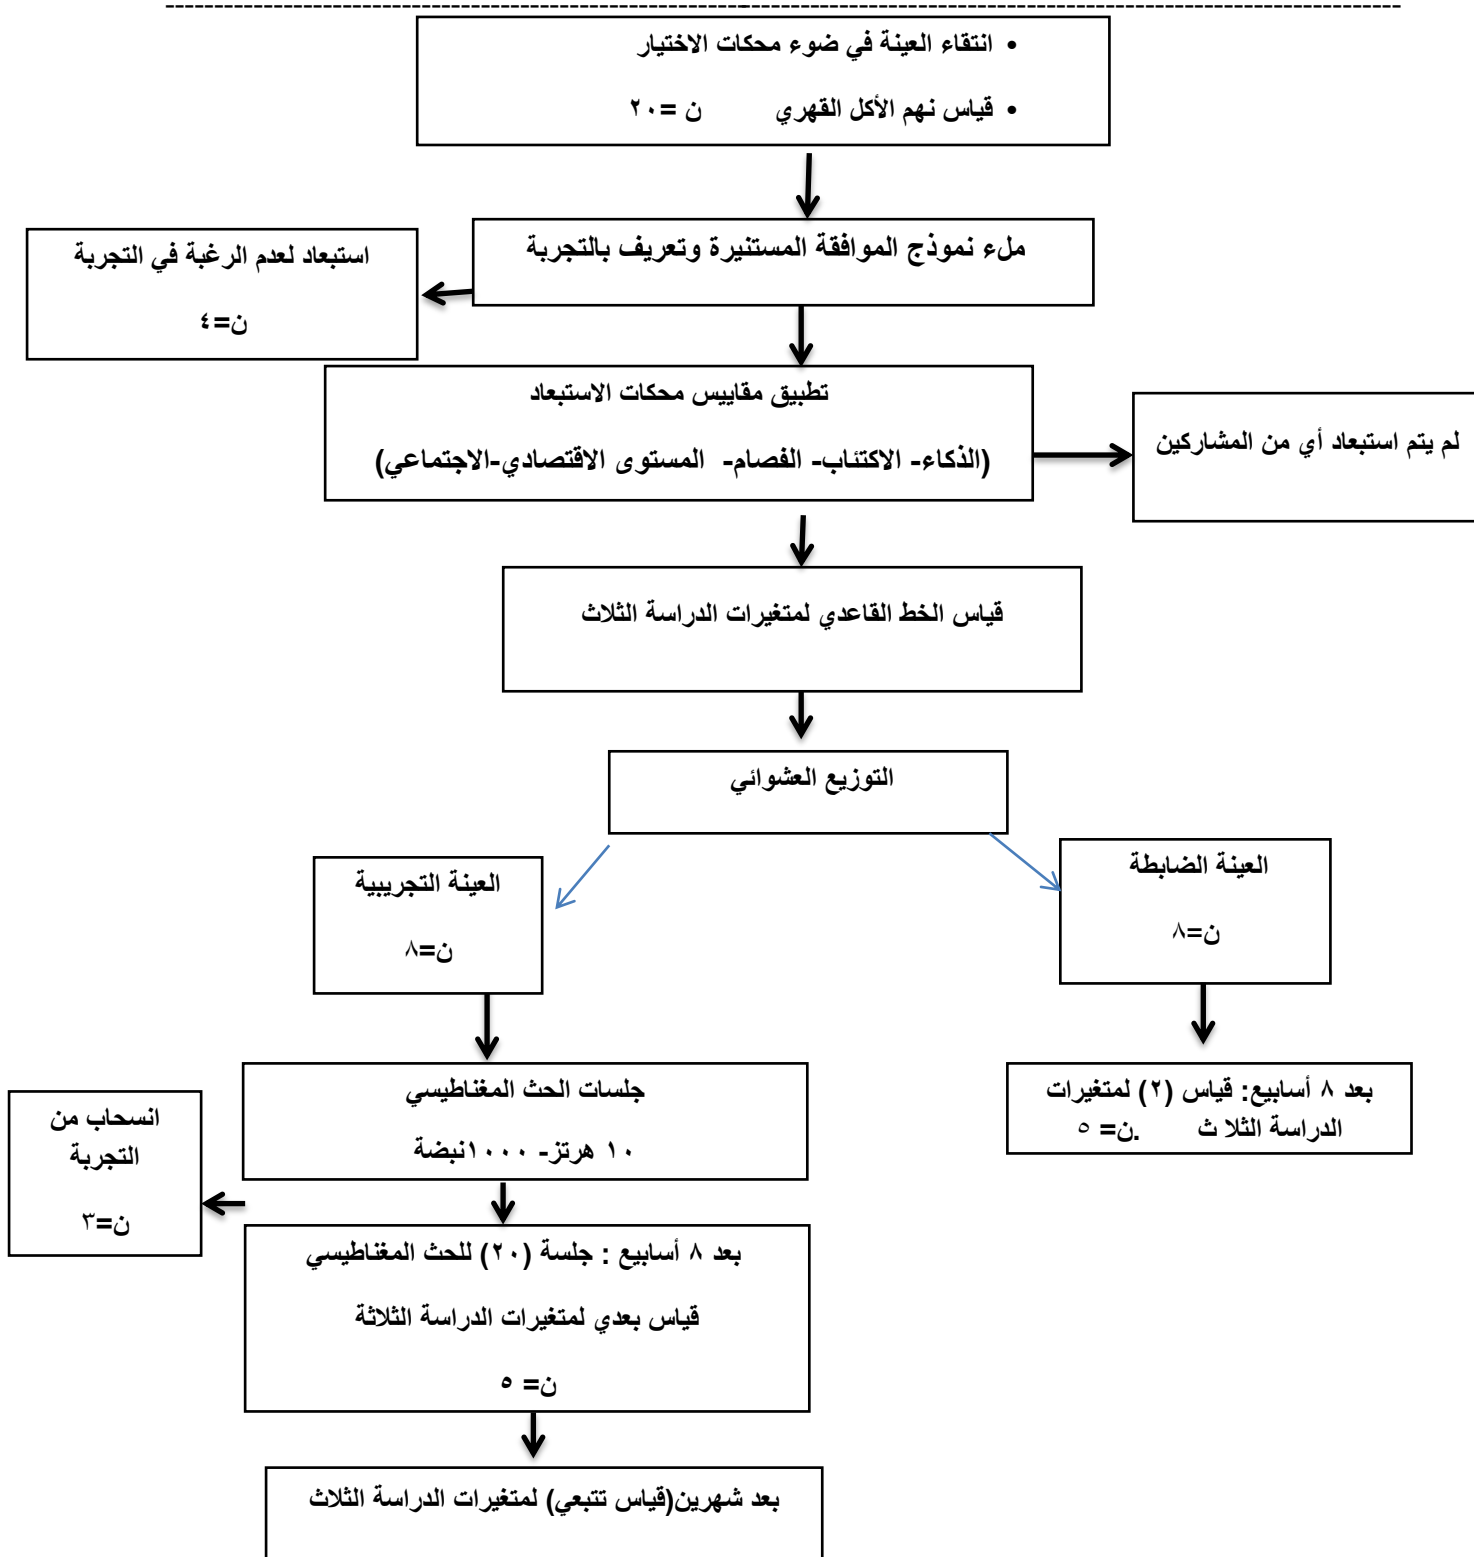 • انتقاء العينة في ضوء محكات الاختيار
• قياس نهم الأكل القهري ن =٢٠
ملء نموذج الموافقة المستنيرة وتعريف بالتجربة
استبعاد لعدم الرغبة في التجربة
ن=٤
تطبيق مقاييس محكات الاستبعاد
(الذكاء- الاكتئاب- الفصام- المستوى الاقتصادي-الاجتماعي)
لم يتم استبعاد أي من المشاركين
قياس الخط القاعدي لمتغيرات الدراسة الثلاث
التوزيع العشوائي
العينة الضابطة
ن=٨
العينة التجريبية
ن=٨
بعد ٨ أسابيع: قياس (٢) لمتغيرات
الدراسة الثلا ث .ن= ٥
جلسات الحث المغناطيسي
١٠ هرتز- ١٠٠٠نبضة
انسحاب من
التجربة
ن=٣
بعد ٨ أسابيع : جلسة (٢٠) للحث المغناطيسي
قياس بعدي لمتغيرات الدراسة الثلاثة
ن= ٥
بعد شهرين(قياس تتبعي) لمتغيرات الدراسة الثلاث